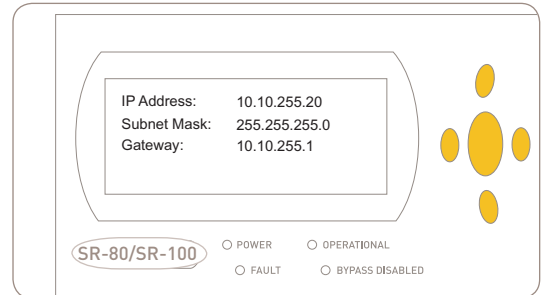 IP Address: 10.10.255.20
Subnet Mask: 255.255.255.0
Gateway: 10.10.255.1
SR-80/SR-100
POWER OPERATIONAL
FAULT BYPASS DISABLED